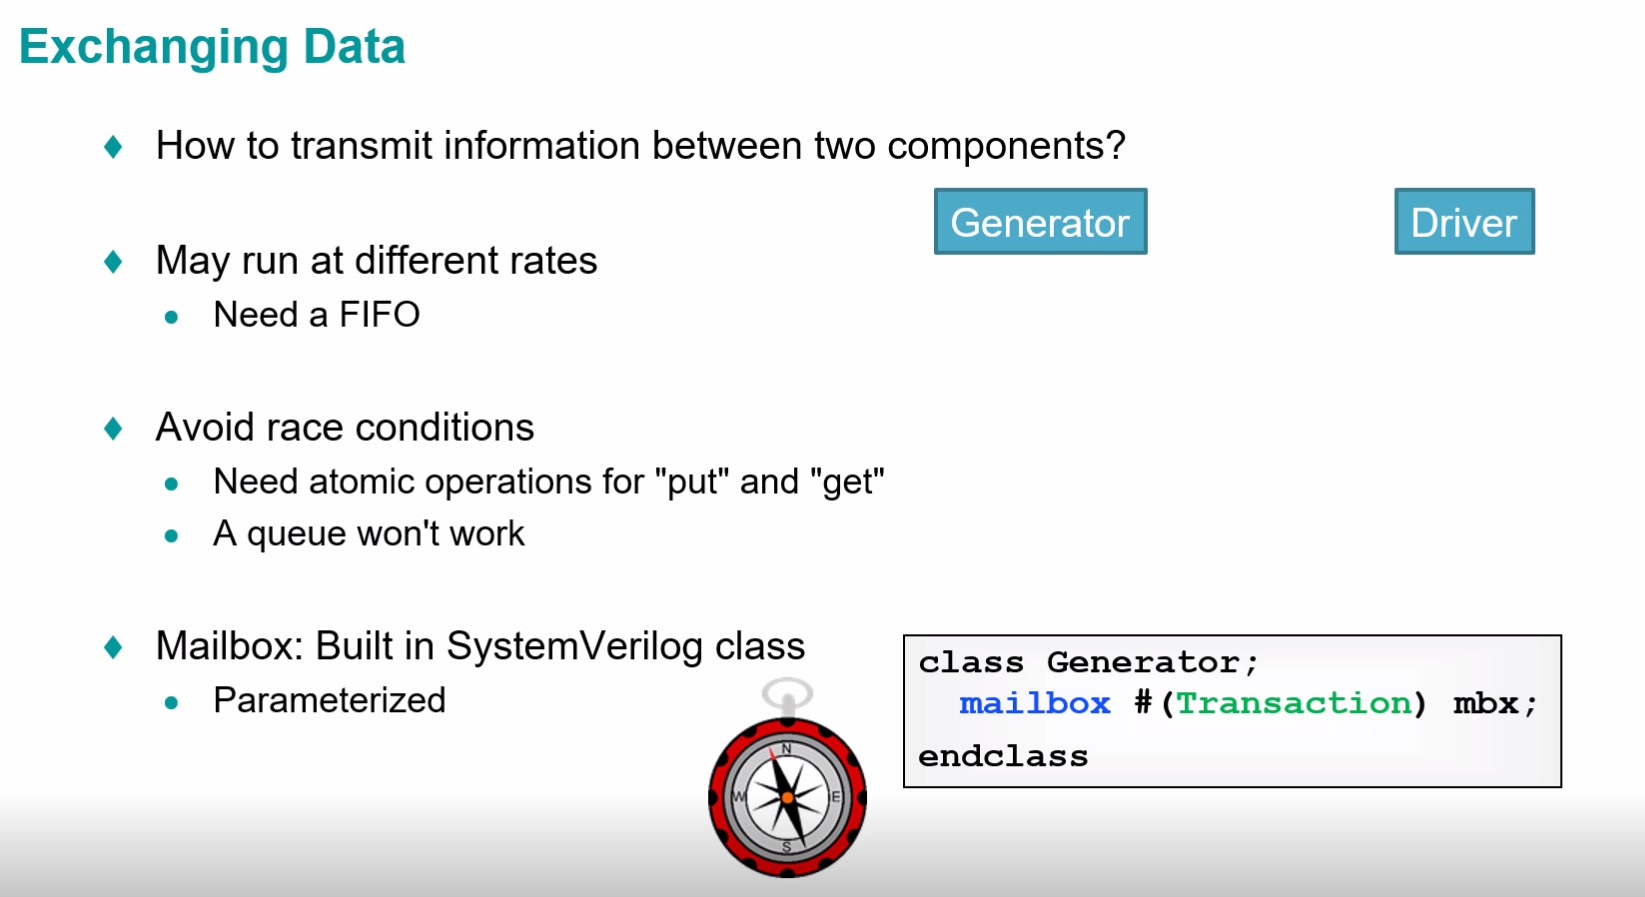 Exchanging Data
How to transmit information between two components?
Generator
Driver
May run at different rates
Need a FIFO
Avoid race conditions
Need atomic operations for "put" and "get"
A queue won't work
Mailbox: Built in SystemVerilog class
Parameterized
class Generator;
mailbox #(Transaction) mbx;
endclass
N
W
E
S